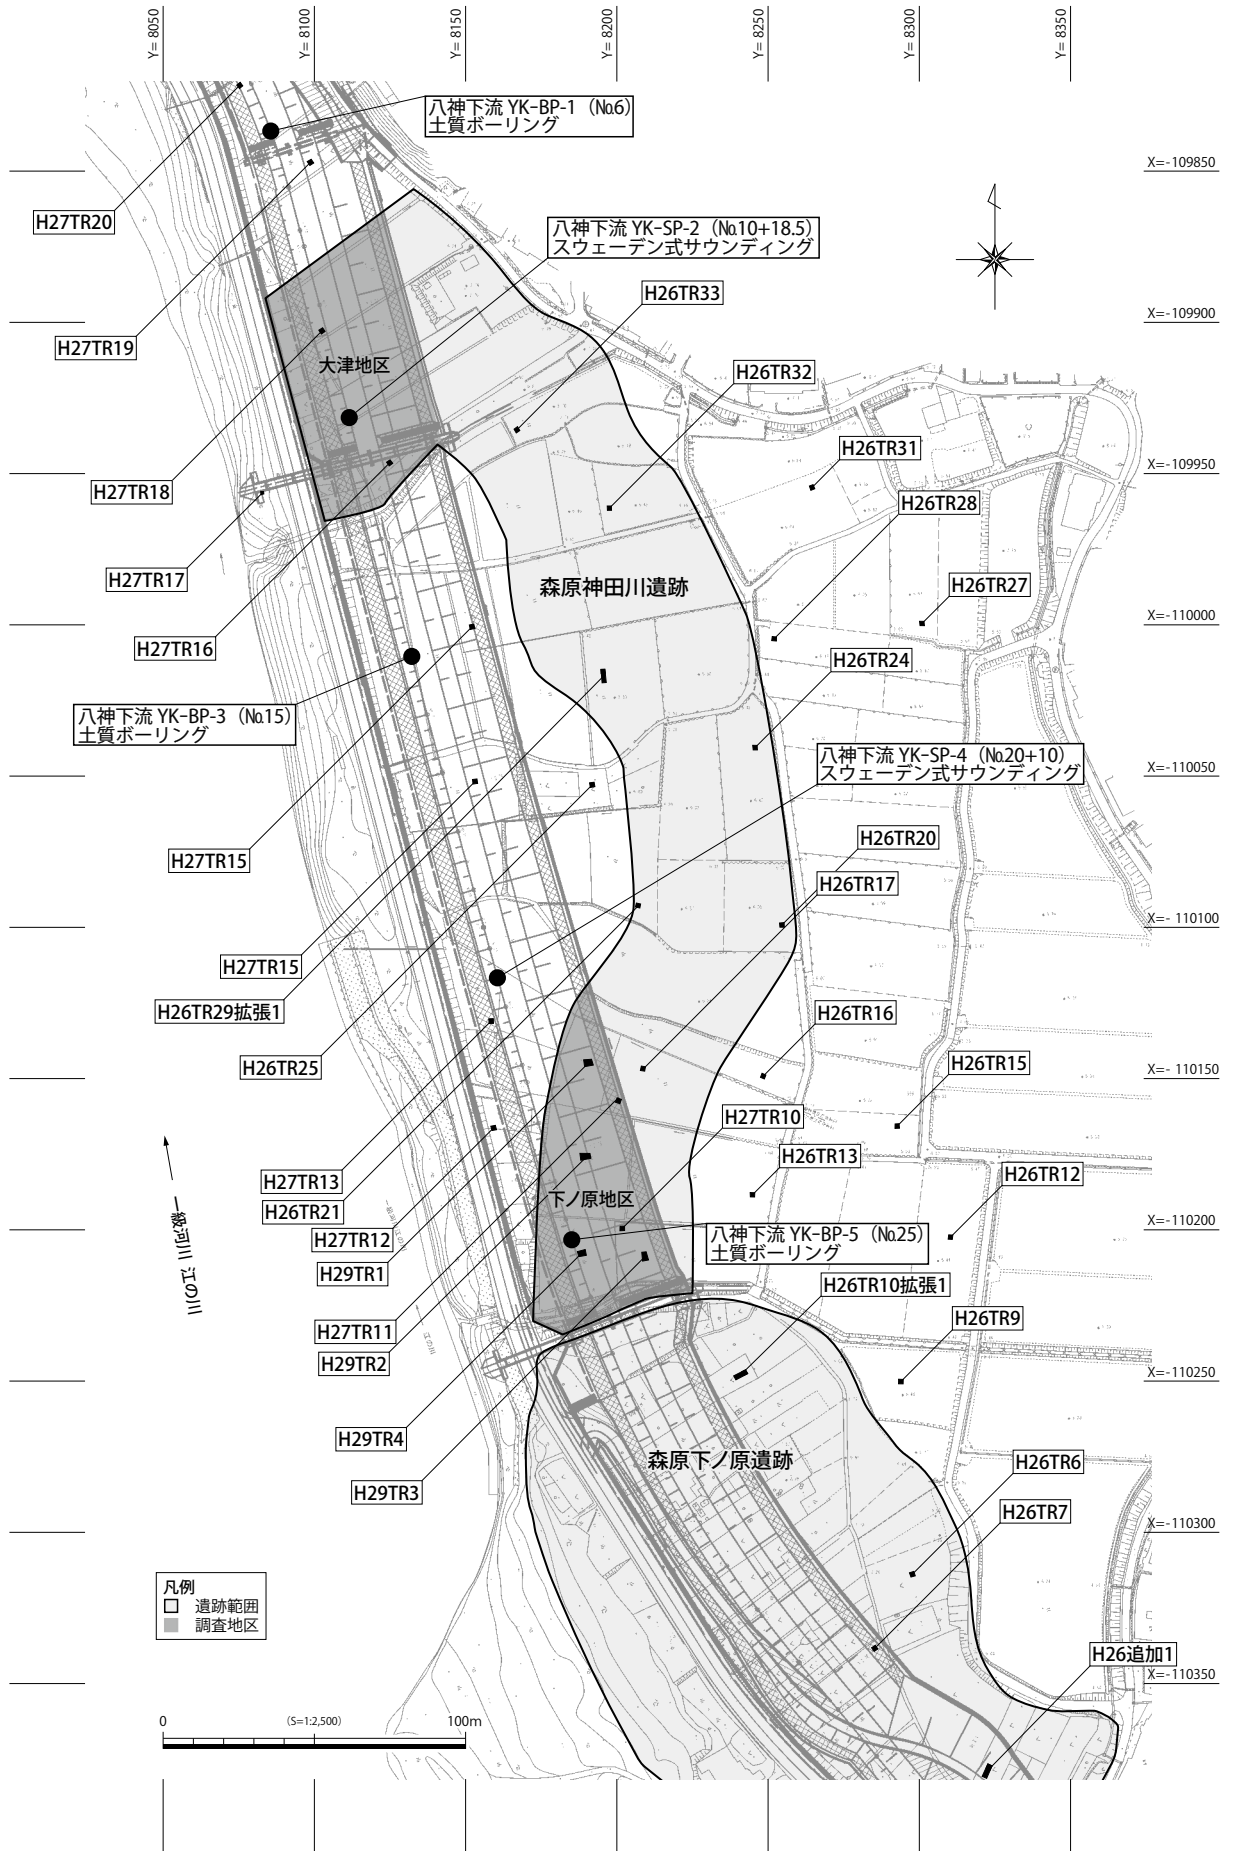 Y= 8050
Y= 8100
Y= 8150
Y= 8200
Y= 8250
Y= 8300
Y= 8350
八神下流 YK-BP-1（№6）
土質ボーリング
X=-109850
H27TR20
八神下流 YK-SP-2（№10+18.5）
スウェーデン式サウンディング
H26TR33
X=-109900
H27TR19
大津地区
H26TR32
H26TR31
X=-109950
H27TR18
H26TR28
H27TR17
森原神田川遺跡
H26TR27
X=-110000
H27TR16
H26TR24
八神下流 YK-BP-3（№15）
土質ボーリング
八神下流 YK-SP-4（№20+10）
スウェーデン式サウンディング
X=-110050
H26TR20
H27TR15
H26TR17
X=- 110100
H27TR15
H26TR29拡張1
H26TR16
H26TR25
H26TR15
X=- 110150
H27TR10
H26TR13
H27TR13
H26TR12
下ノ原地区
H26TR21
一級河川 江の川
H27TR12
八神下流 YK-BP-5（№25）
土質ボーリング
X=-110200
H29TR1
H26TR10拡張1
H27TR11
H26TR9
H29TR2
X=-110250
H29TR4
森原下ノ原遺跡
H26TR6
H29TR3
H26TR7
X=-110300
凡例
遺跡範囲
調査地区
H26追加1
X=-110350
0
（S=1:2,500）
100m